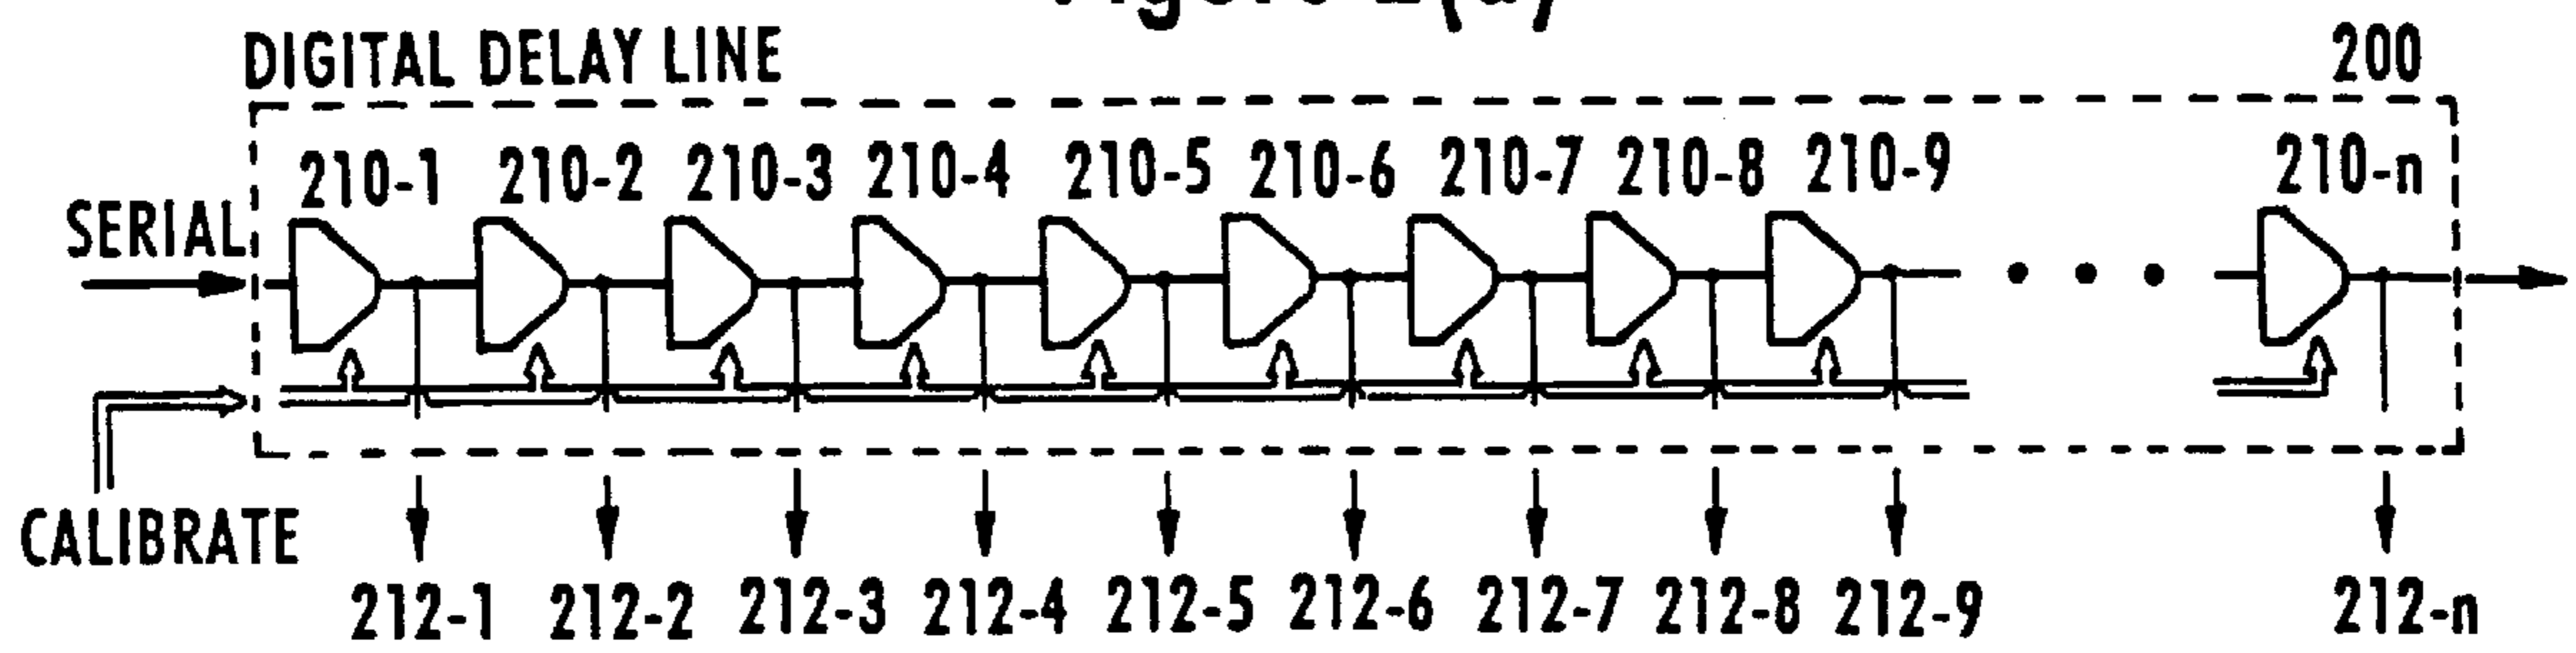 DIGITAL DELAY LINE 200
210-1 210-2 210-3 210-4 210-5 210-6 210-7 210-8 210-9 210-n
SERIAL
CALIBRATE
212-1 212-2 212-3 212-4 212-5 212-6 212-7 212-8 212-9 212-n